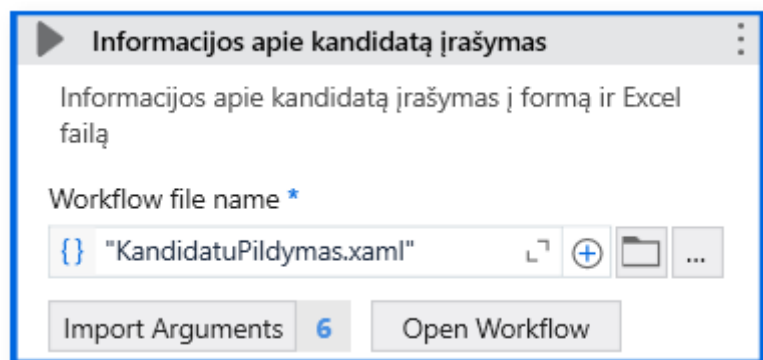 Informacijos apie kandidatą įrašymas
Informacijos apie kandidatą įrašymas į formą ir Excel
failą
Workflow file name *
{} "KandidatuPildymas.xaml" ...
Import Arguments 6 Open Workflow